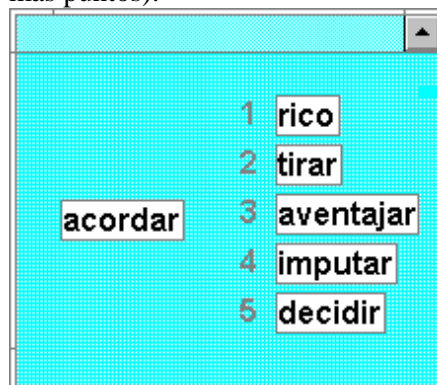 más puntos).
1 rico
2 tirar
acordar 3 aventajar
4 imputar
5 decidir